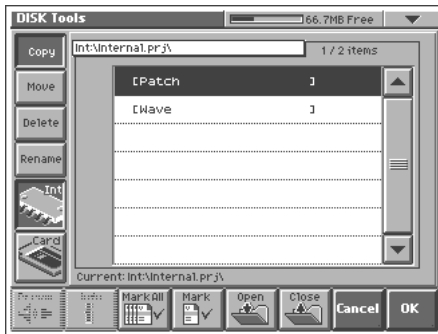 DISK Tools
66.7MB Free
Copy
Int:\Internal.prj\
1/2 items
Move
[Patch ]
[Wave ]
Delete
Rename
Int
Card
Current: Int:\Internal.prj\
Mark All
Mark
Open
Close
Cancel
OK